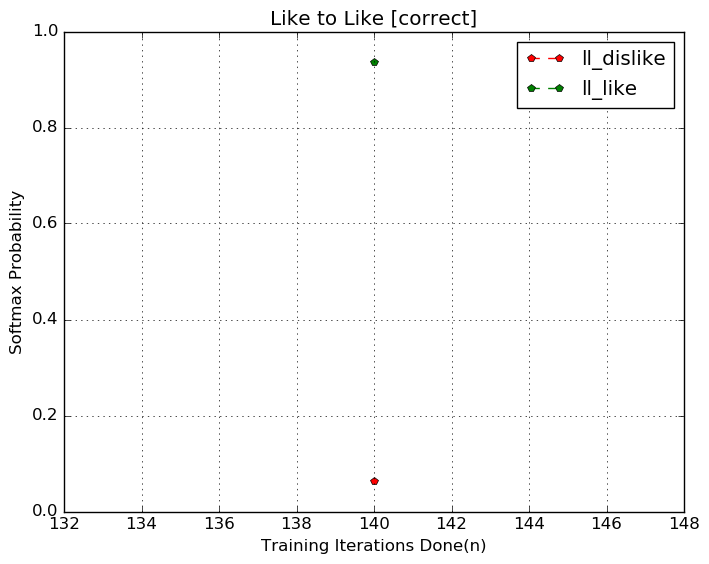 Like to Like [correct]
1.0
ll_dislike
ll_like
0.8
0.6
Softmax Probability
0.4
0.2
0.0
132 134 136 138 140 142 144 146 148
Training Iterations Done(n)